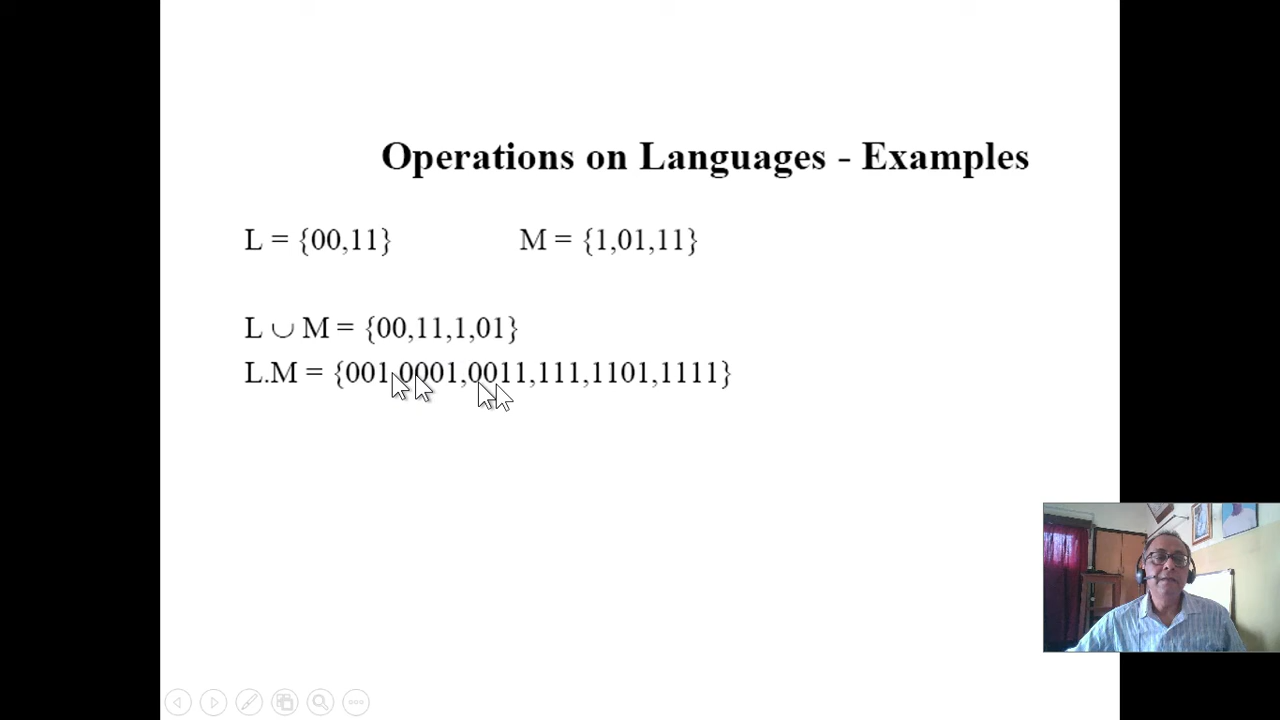 Operations on Languages - Examples
L = {00,11} M = {1,01,11}
L ∪ M = {00,11,1,01}
L.M = {001,0001,0011,111,1101,1111}